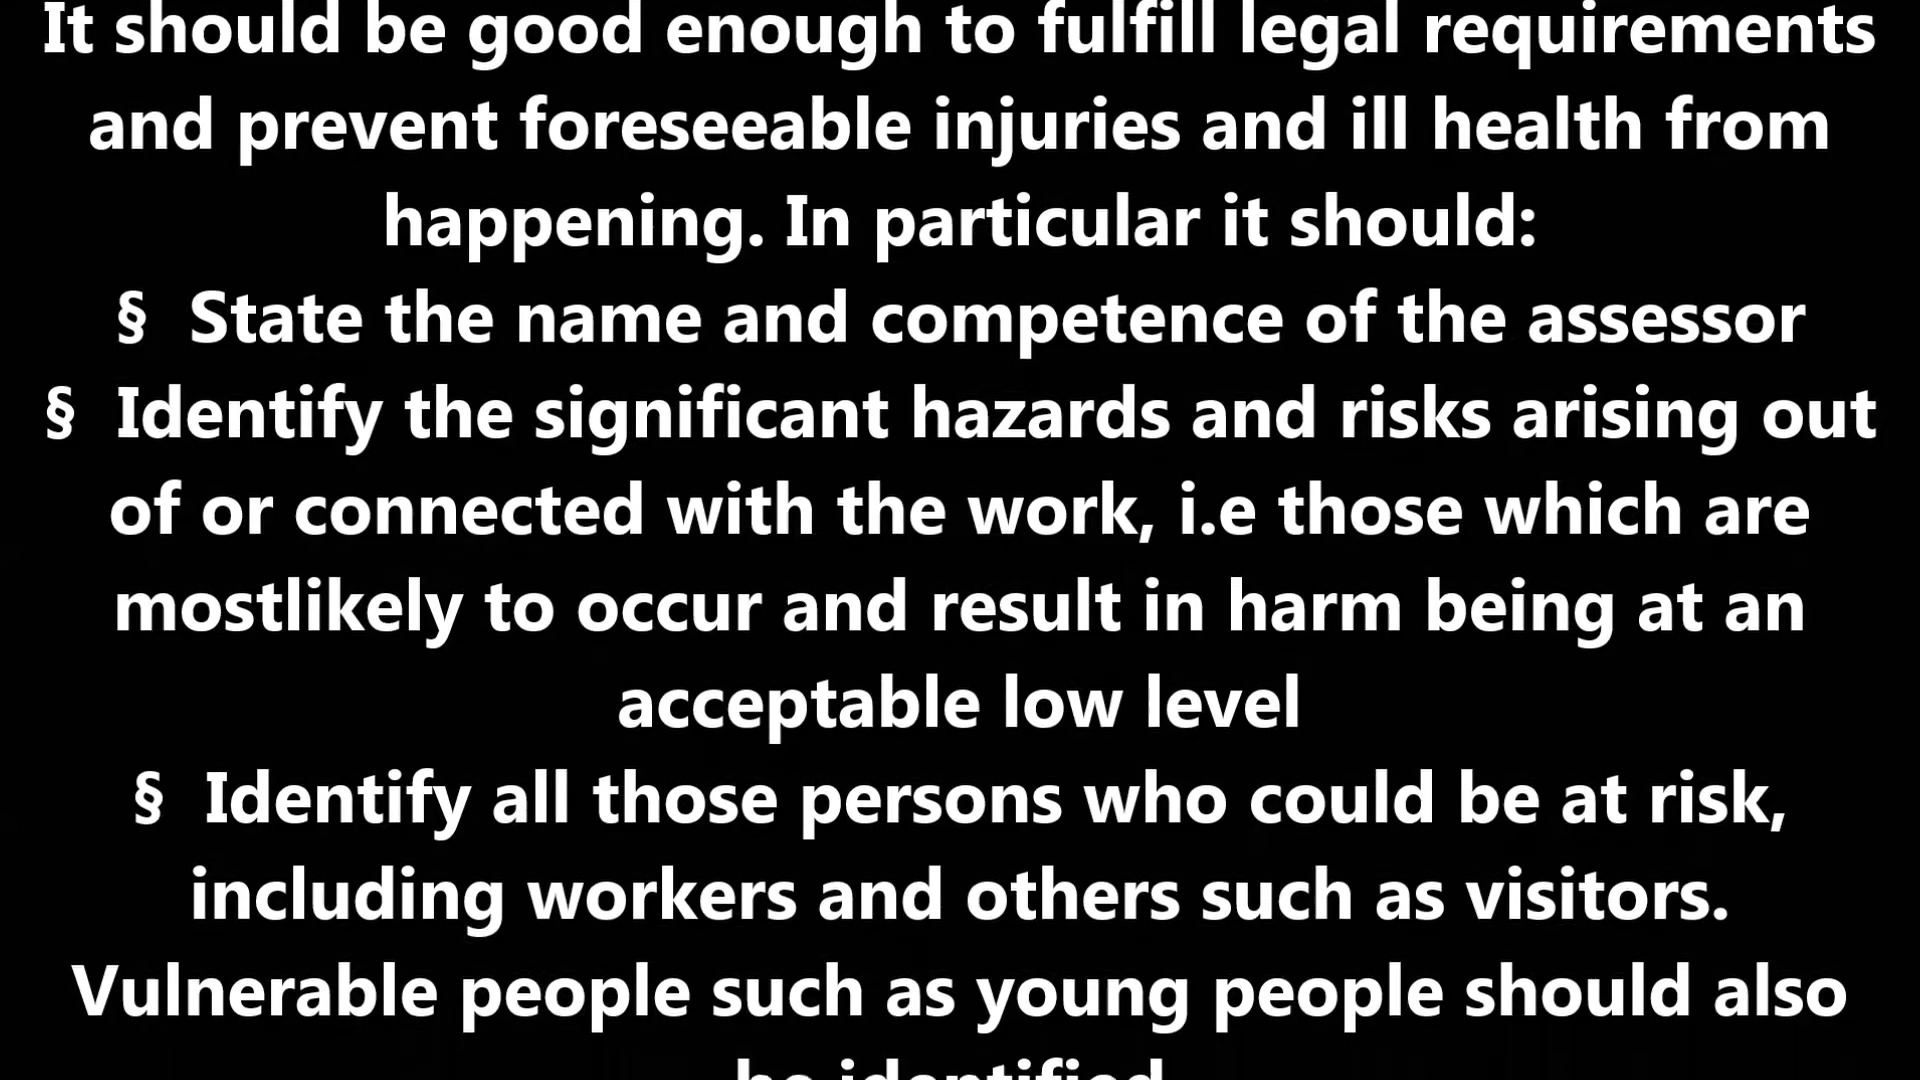 It should be good enough to fulfill legal requirements
and prevent foreseeable injuries and ill health from
happening. In particular it should:
§ State the name and competence of the assessor
§ Identify the significant hazards and risks arising out
of or connected with the work, i.e those which are
mostlikely to occur and result in harm being at an
acceptable low level
§ Identify all those persons who could be at risk,
including workers and others such as visitors.
Vulnerable people such as young people should also
be identified